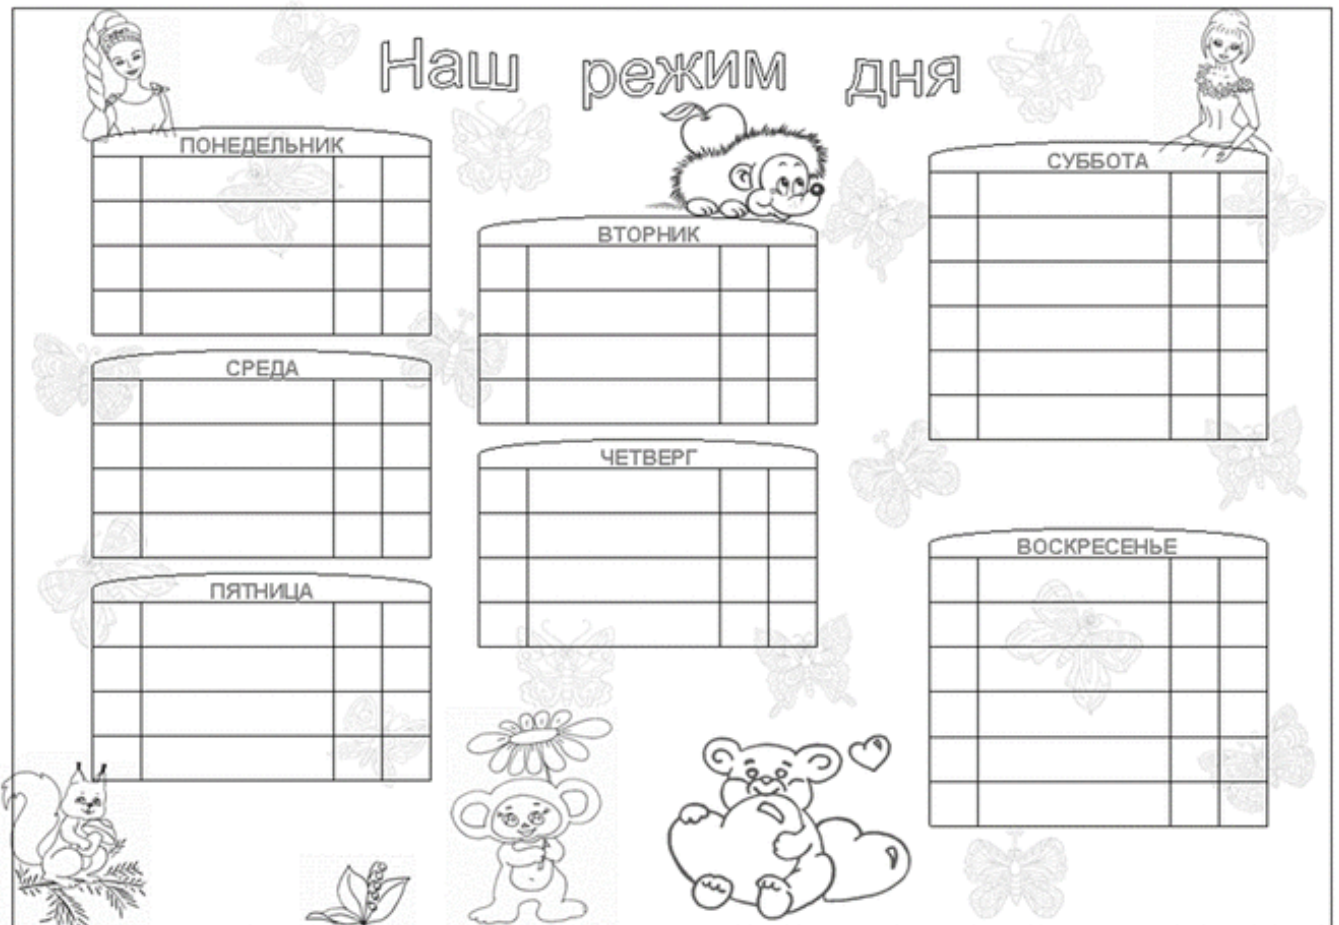 Наш режим дня
ПОНЕДЕЛЬНИК
ВТОРНИК
СРЕДА
ЧЕТВЕРГ
ПЯТНИЦА
СУББОТА
ВОСКРЕСЕНЬЕ